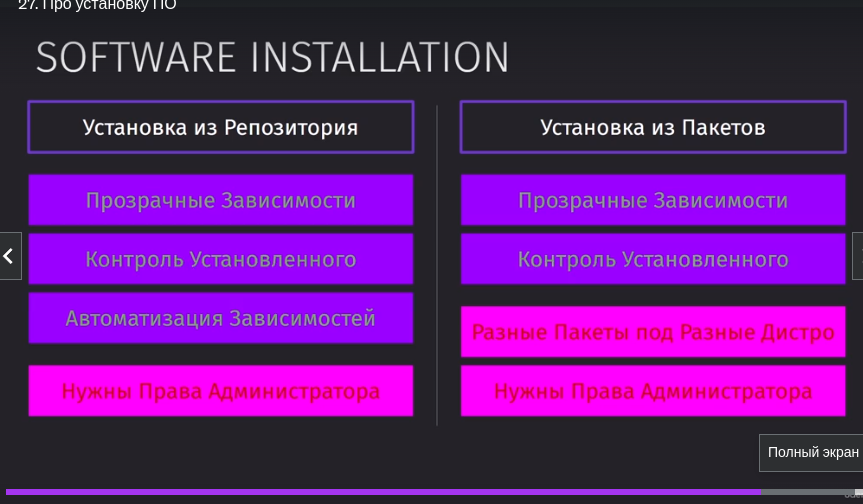 27. Про установку ПО
SOFTWARE INSTALLATION
Установка из Репозитория
Прозрачные Зависимости
Контроль Установленного
Автоматизация Зависимостей
Нужны Права Администратора
Установка из Пакетов
Прозрачные Зависимости
Контроль Установленного
Разные Пакеты под Разные Дистро
Нужны Права Администратора
Полный экран